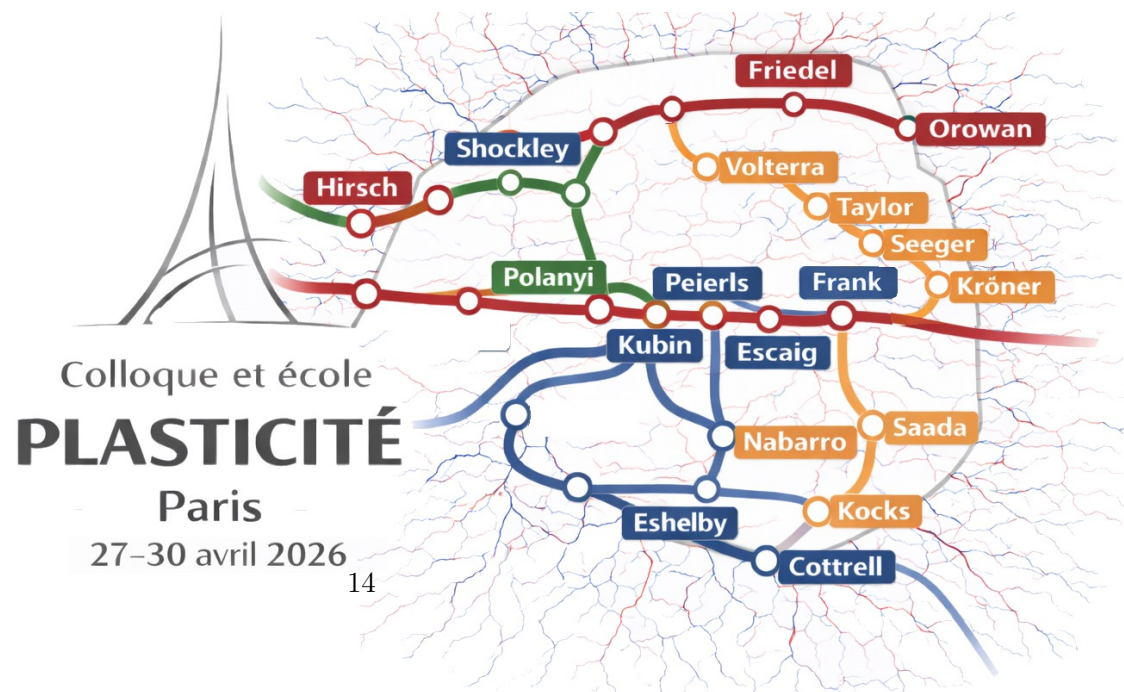 Friedel
Orowan
Shockley
Volterra
Hirsch
Taylor
Seeger
Polanyi
Peierls
Frank
Kröner
Kubin
Escaig
Colloque et école
PLASTICITÉ
Paris
27–30 avril 2026
14
Nabarro
Saada
Eshelby
Kocks
Cottrell